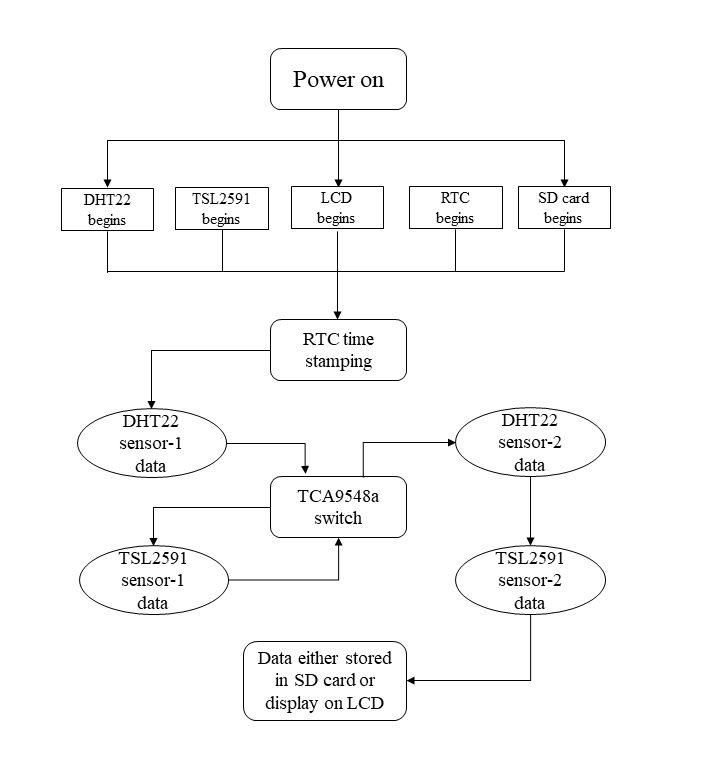 Power on
DHT22
begins
TSL2591
begins
LCD
begins
RTC
begins
SD card
begins
RTC time
stamping
DHT22
sensor-1
data
DHT22
sensor-2
data
TCA9548a
switch
TSL2591
sensor-1
data
TSL2591
sensor-2
data
Data either stored
in SD card or
display on LCD